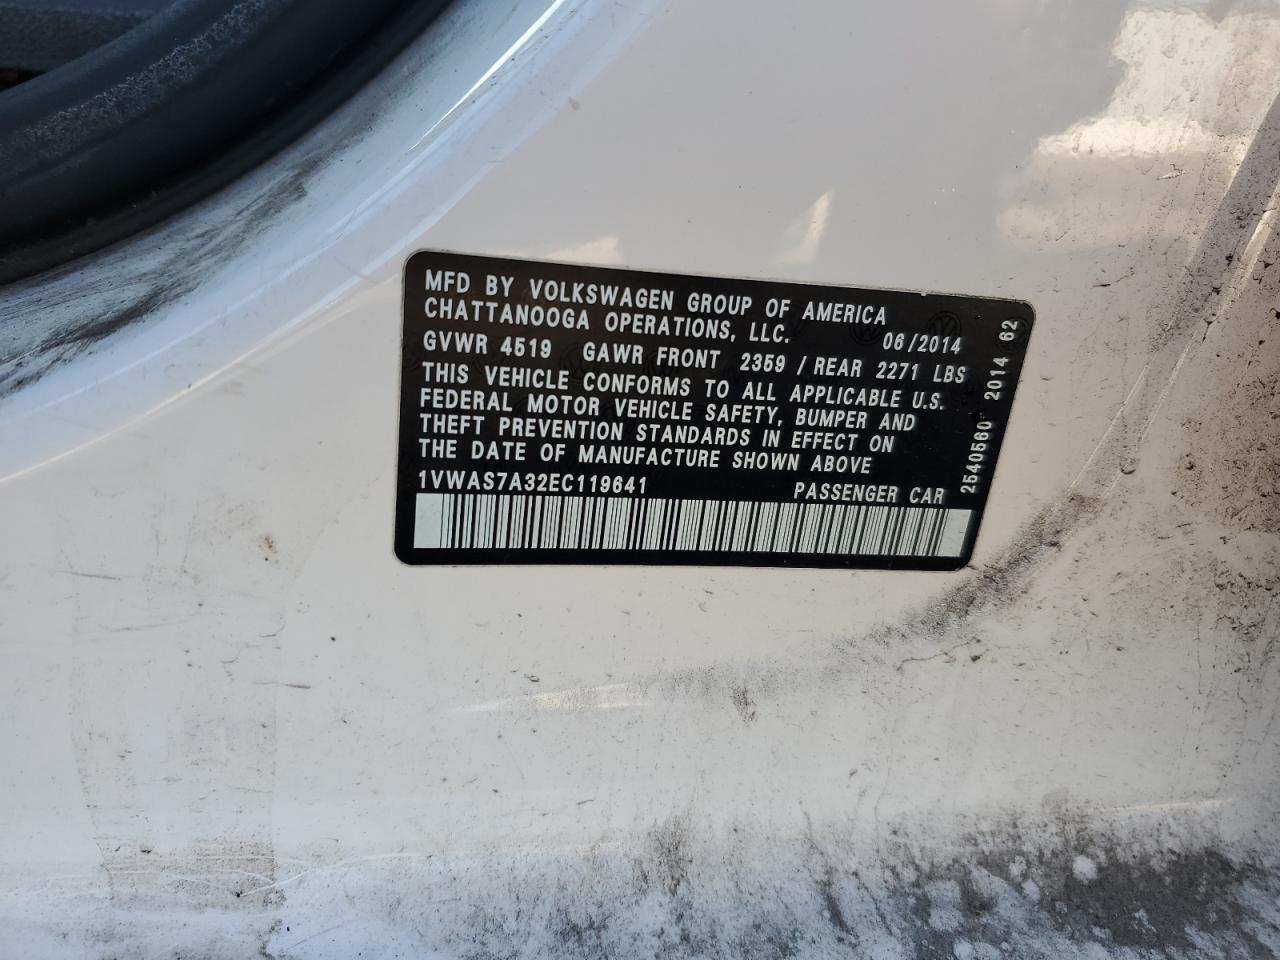 MFD BY VOLKSWAGEN GROUP OF AMERICA
CHATTANOOGA OPERATIONS, LLC. 06/2014
GVWR 4519 GAWR FRONT 2359 / REAR 2271 LBS
THIS VEHICLE CONFORMS TO ALL APPLICABLE U.S.
FEDERAL MOTOR VEHICLE SAFETY, BUMPER AND
THEFT PREVENTION STANDARDS IN EFFECT ON
THE DATE OF MANUFACTURE SHOWN ABOVE
1VWAS7A32EC119641 PASSENGER CAR
2540560 2014 62